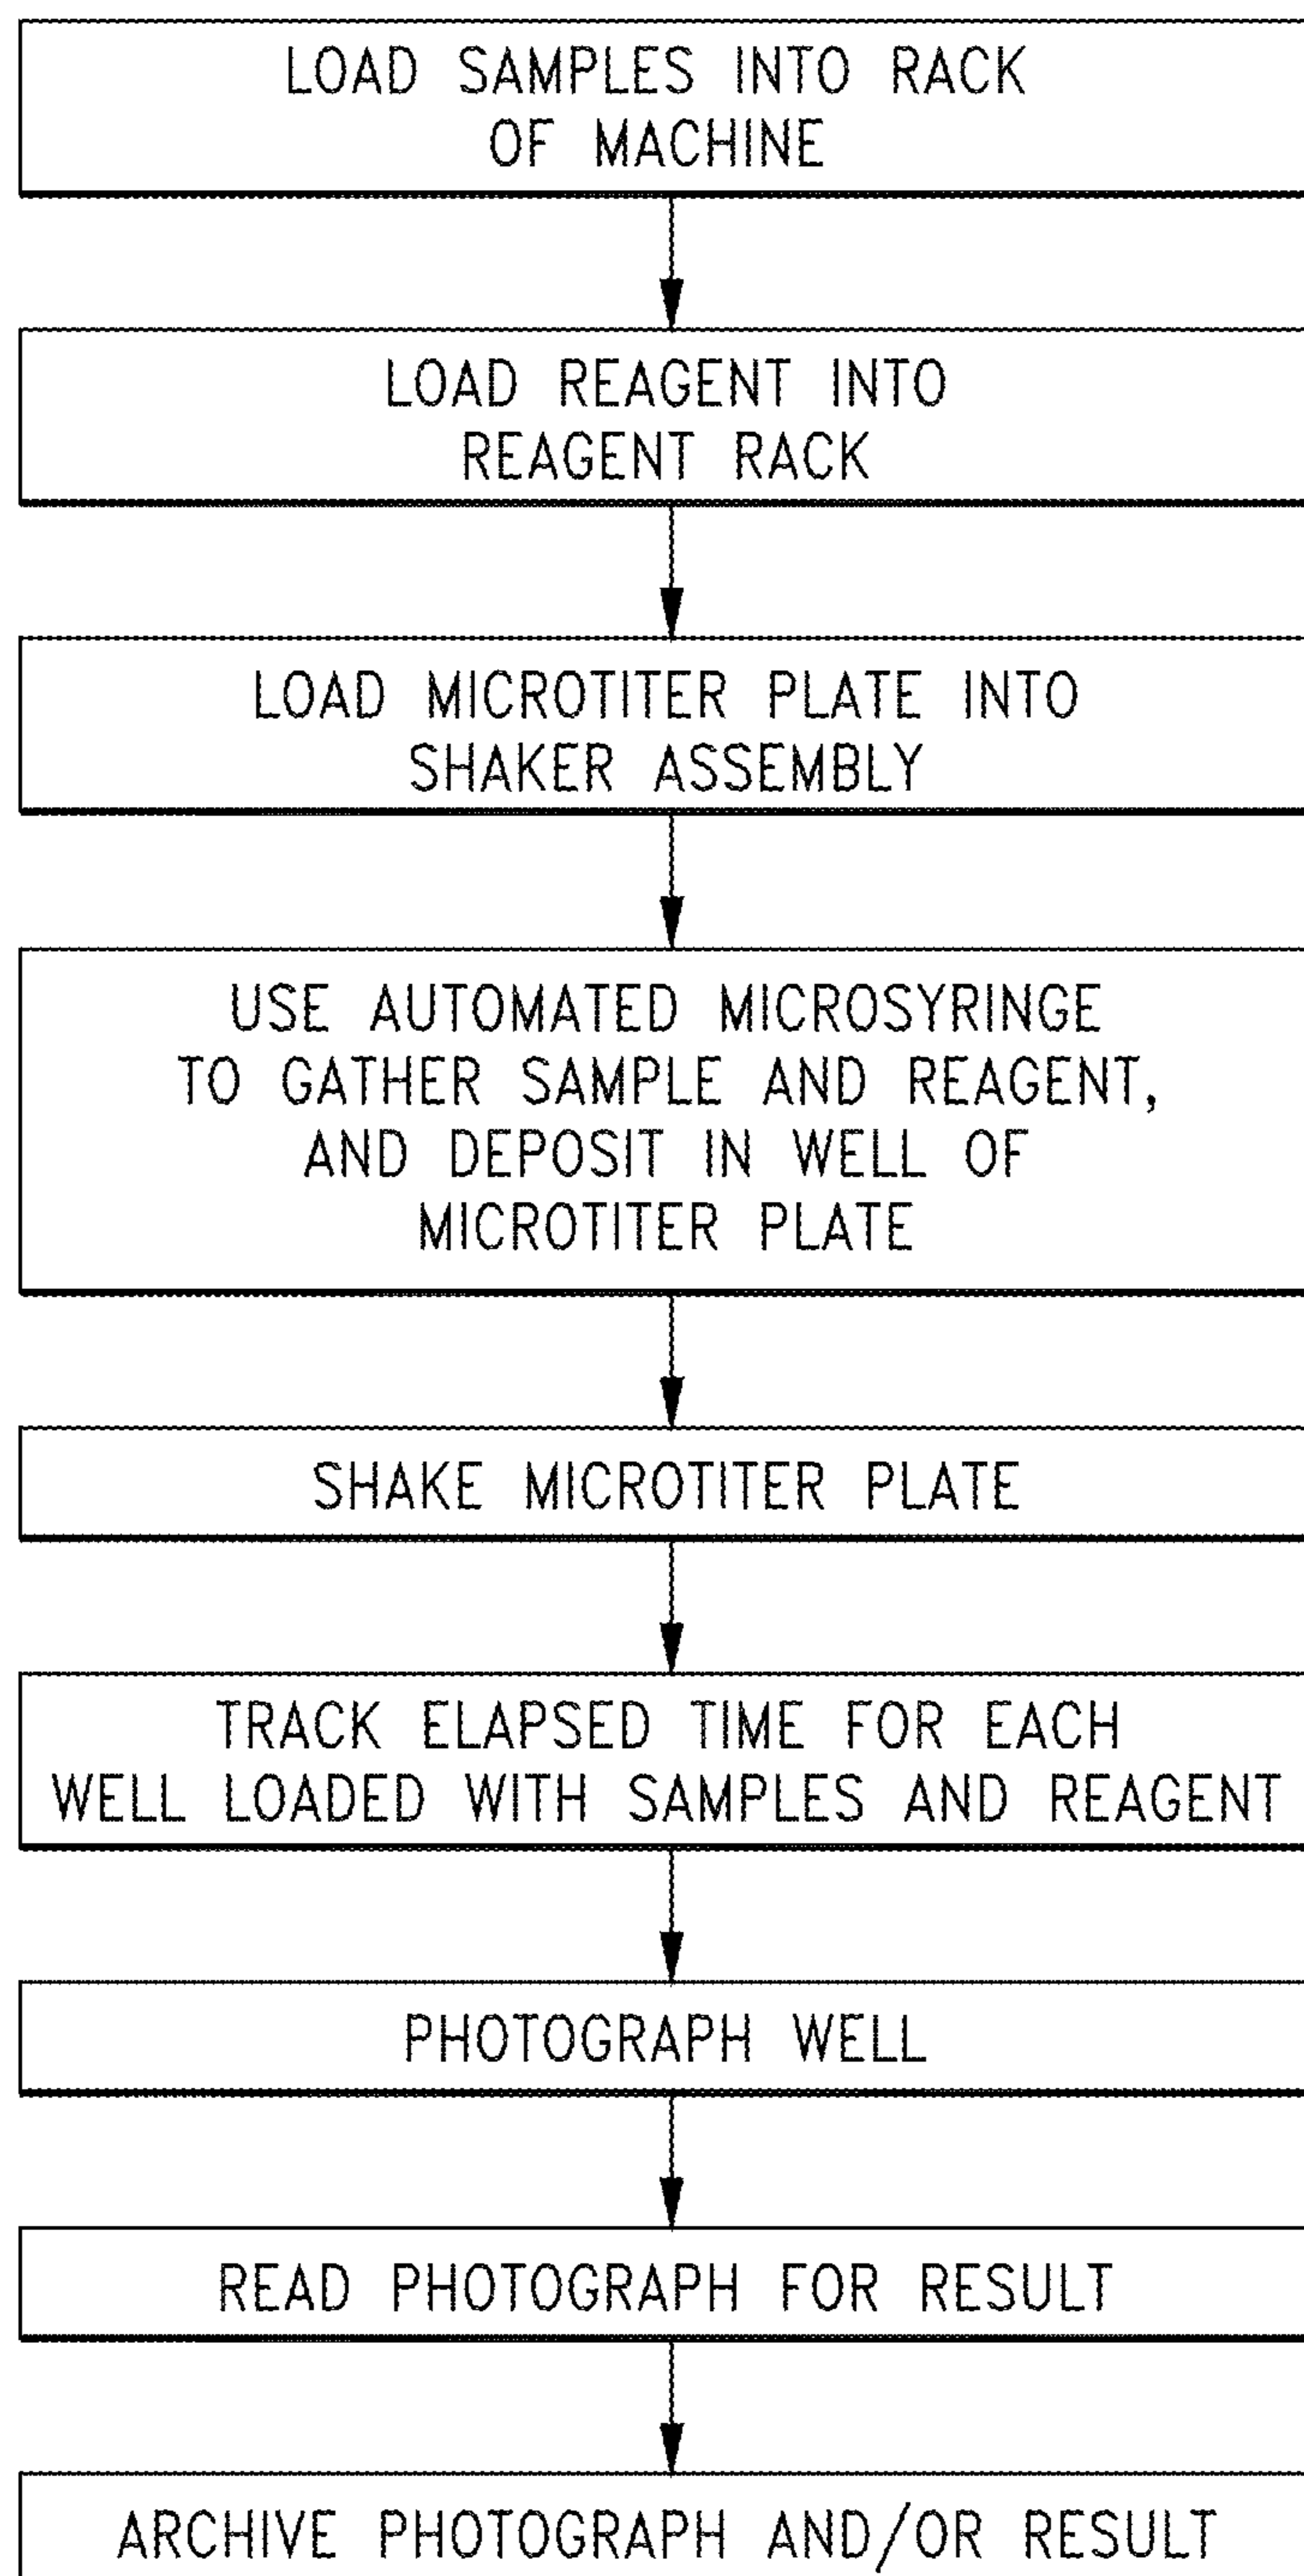 LOAD SAMPLES INTO RACK
OF MACHINE
LOAD REAGENT INTO
REAGENT RACK
LOAD MICROTITER PLATE INTO
SHAKER ASSEMBLY
USE AUTOMATED MICROSYRINGE
TO GATHER SAMPLE AND REAGENT,
AND DEPOSIT IN WELL OF
MICROTITER PLATE
SHAKE MICROTITER PLATE
TRACK ELAPSED TIME FOR EACH
WELL LOADED WITH SAMPLES AND REAGENT
PHOTOGRAPH WELL
READ PHOTOGRAPH FOR RESULT
ARCHIVE PHOTOGRAPH AND/OR RESULT